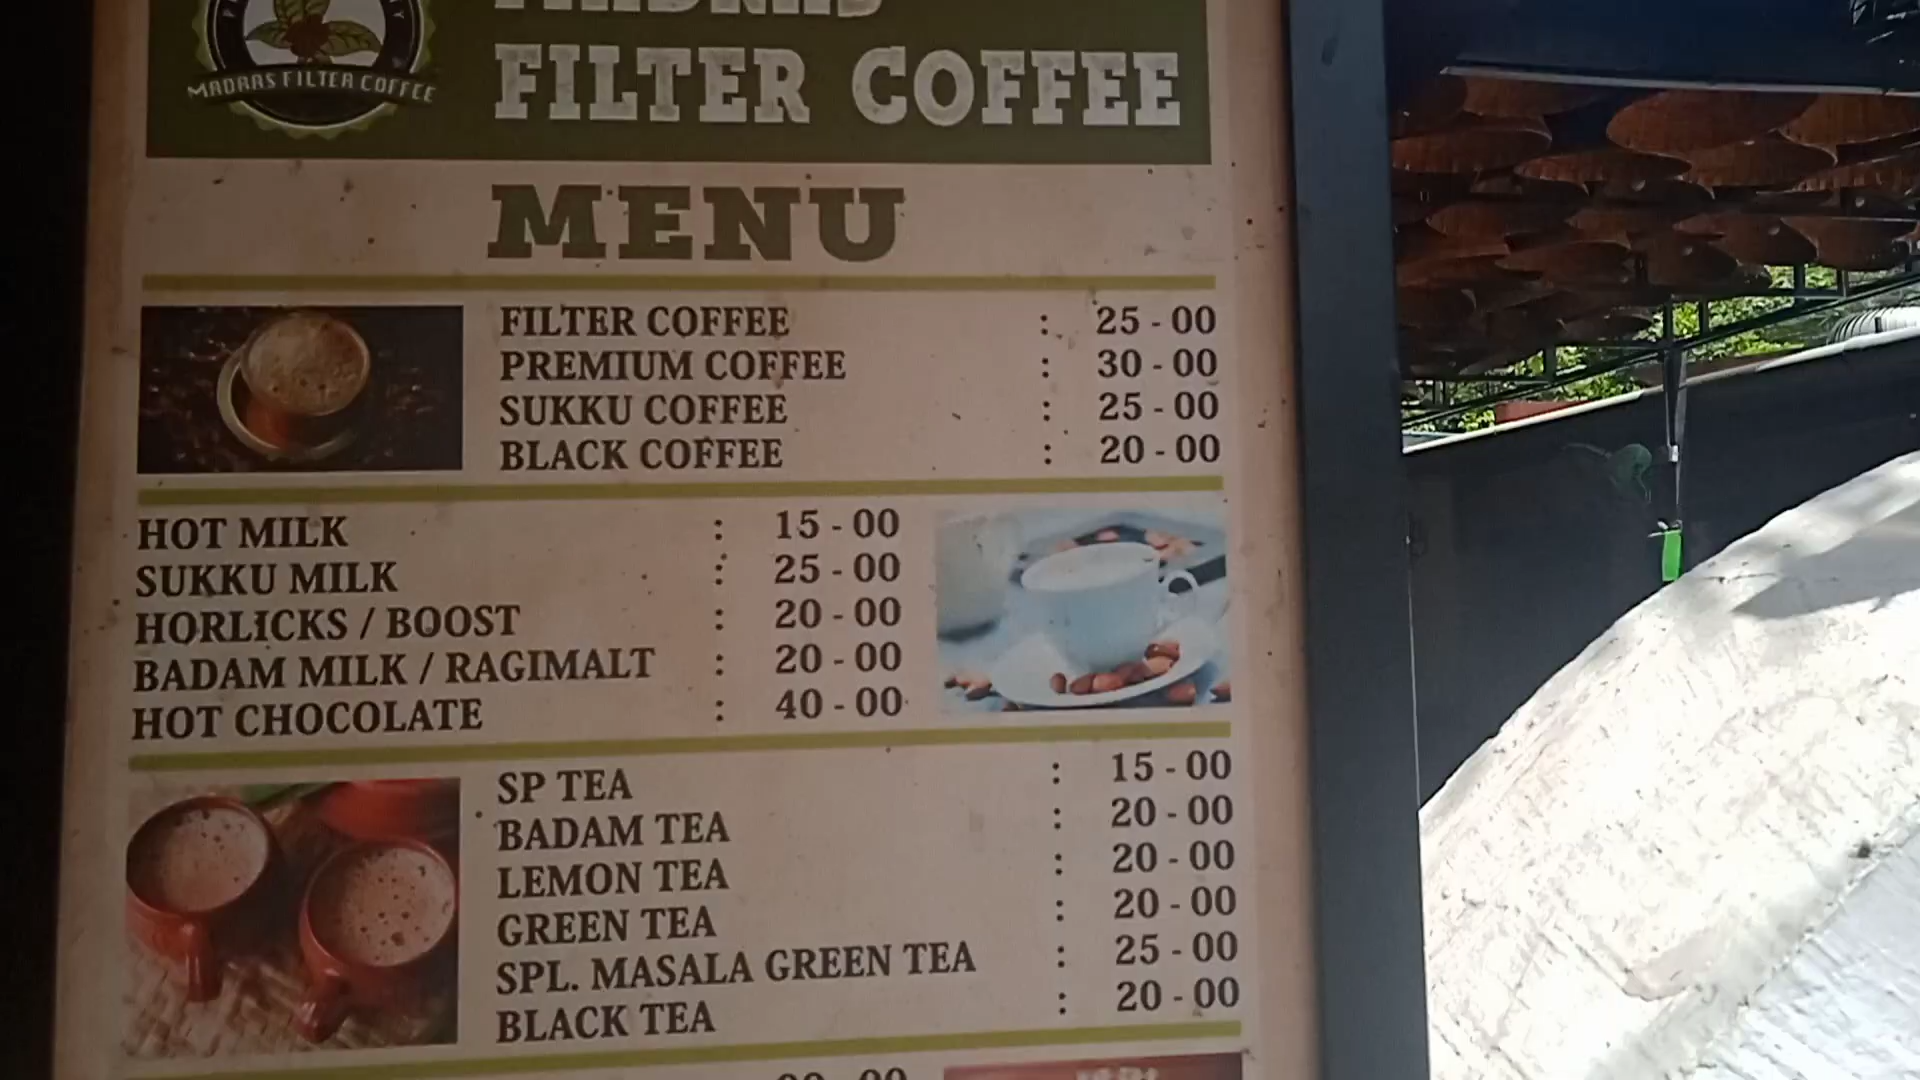 MADRAS FILTER COFFEE
MADRAS
FILTER COFFEE
MENU
FILTER COFFEE : 25 - 00
PREMIUM COFFEE : 30 - 00
SUKKU COFFEE : 25 - 00
BLACK COFFEE : 20 - 00
HOT MILK : 15 - 00
SUKKU MILK : 25 - 00
HORLICKS / BOOST : 20 - 00
BADAM MILK / RAGIMALT : 20 - 00
HOT CHOCOLATE : 40 - 00
SP TEA : 15 - 00
BADAM TEA : 20 - 00
LEMON TEA : 20 - 00
GREEN TEA : 20 - 00
SPL. MASALA GREEN TEA : 25 - 00
BLACK TEA : 20 - 00